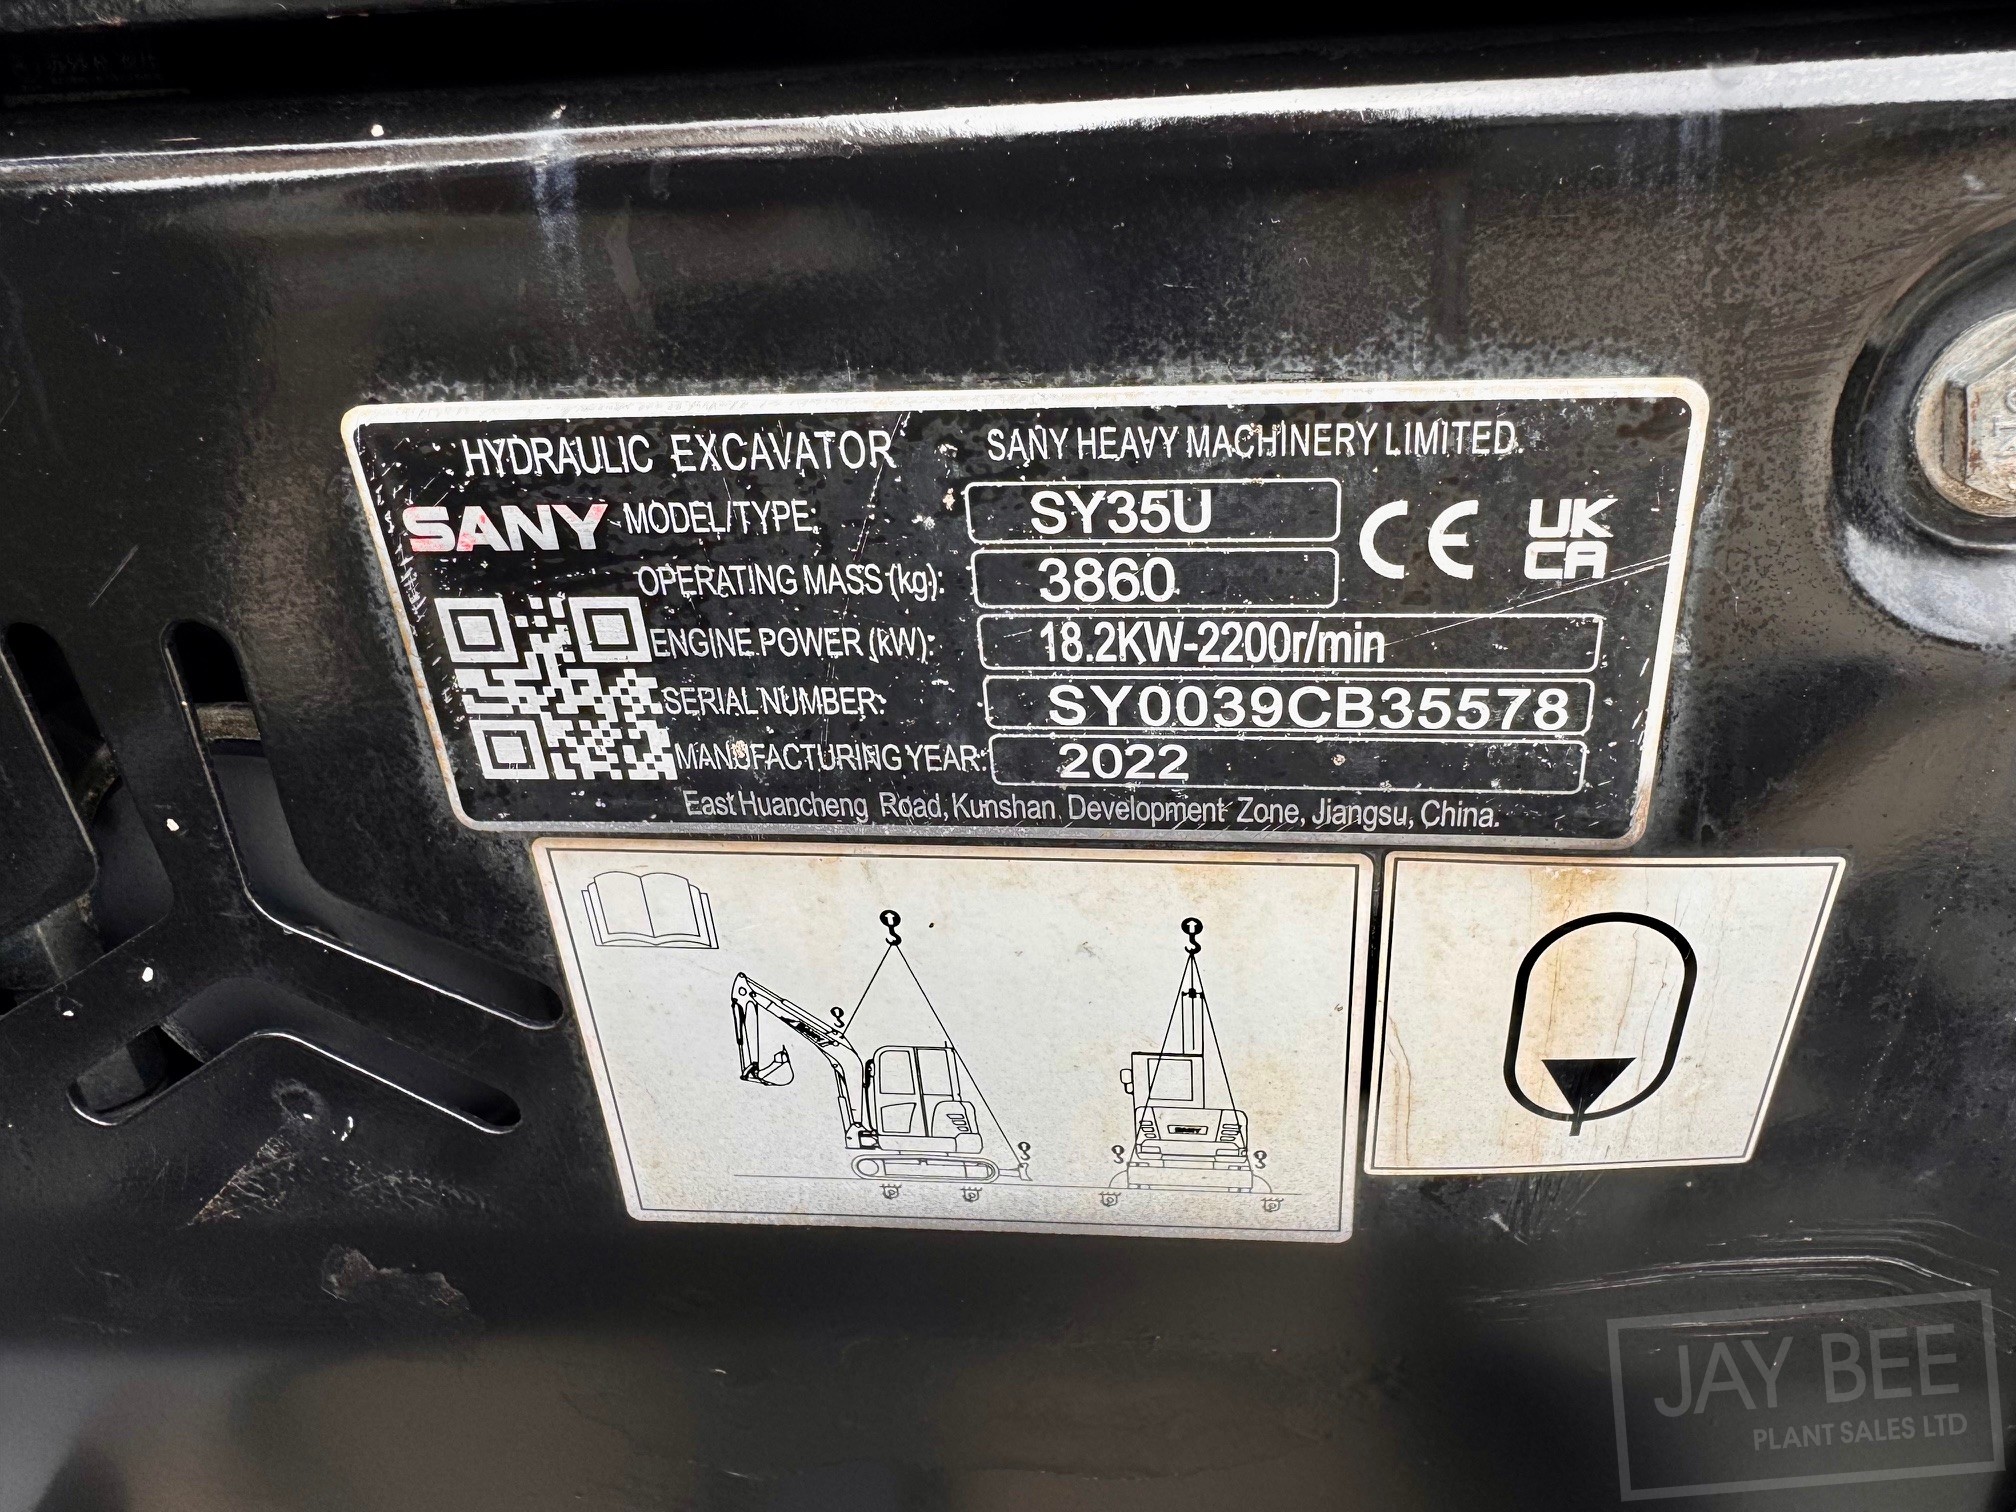 HYDRAULIC EXCAVATOR SANY HEAVY MACHINERY LIMITED.
SANY MODEL/TYPE: SY35U CE UK CA
OPERATING MASS (kg): 3860
ENGINE POWER (kW): 18.2KW-2200r/min
SERIAL NUMBER: SY0039CB35578
MANUFACTURING YEAR: 2022
East Huancheng Road, Kunshan Development Zone, Jiangsu, China.
SANY
SANY
JAY BEE
PLANT SALES LTD